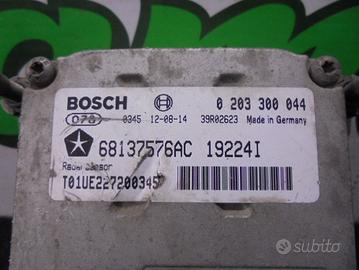 BOSCH 0 203 300 044
078 0345 12-08-14 39R02623 Made in Germany
68137576AC 19224I
Radar Sensor
T01UE227200345
subito